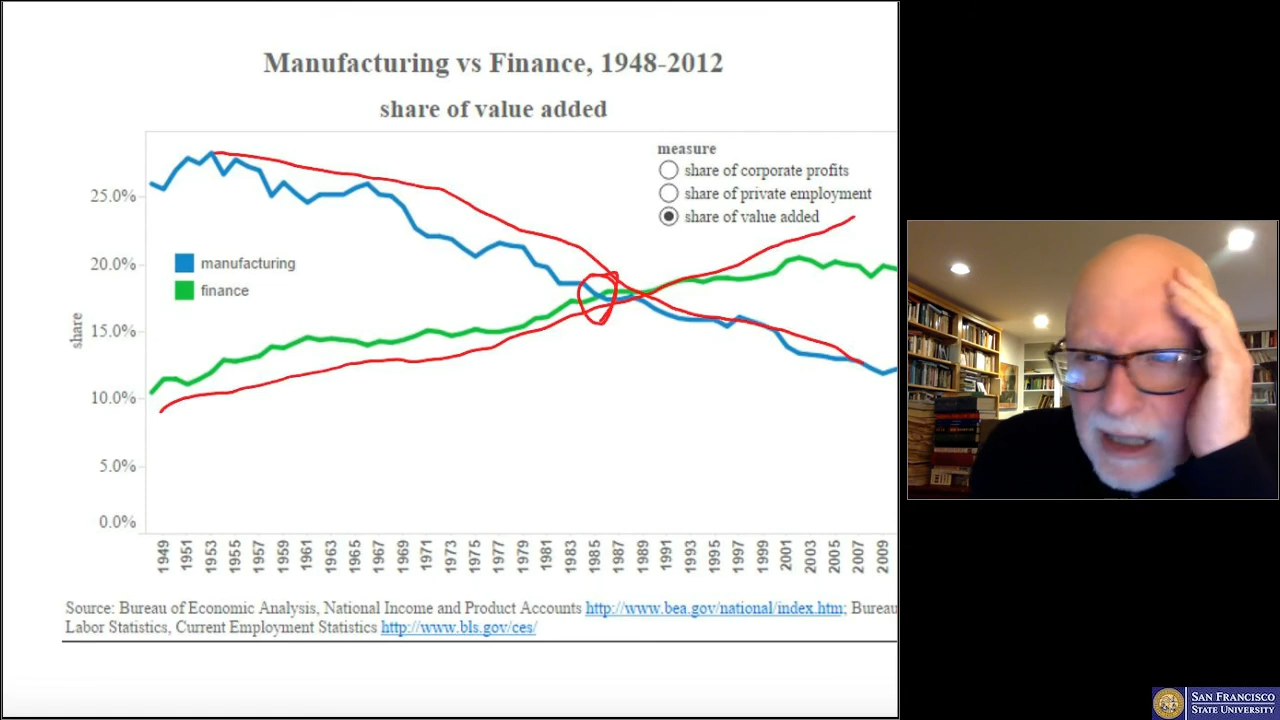 Manufacturing vs Finance, 1948-2012
share of value added
measure
share of corporate profits
share of private employment
share of value added
25.0%
20.0%
15.0%
10.0%
5.0%
0.0%
share
manufacturing
finance
1949 1951 1953 1955 1957 1959 1961 1963 1965 1967 1969 1971 1973 1975 1977 1979 1981 1983 1985 1987 1989 1991 1993 1995 1997 1999 2001 2003 2005 2007 2009
Source: Bureau of Economic Analysis, National Income and Product Accounts http://www.bea.gov/national/index.htm; Bureau
Labor Statistics, Current Employment Statistics http://www.bls.gov/ces/
SAN FRANCISCO
STATE UNIVERSITY